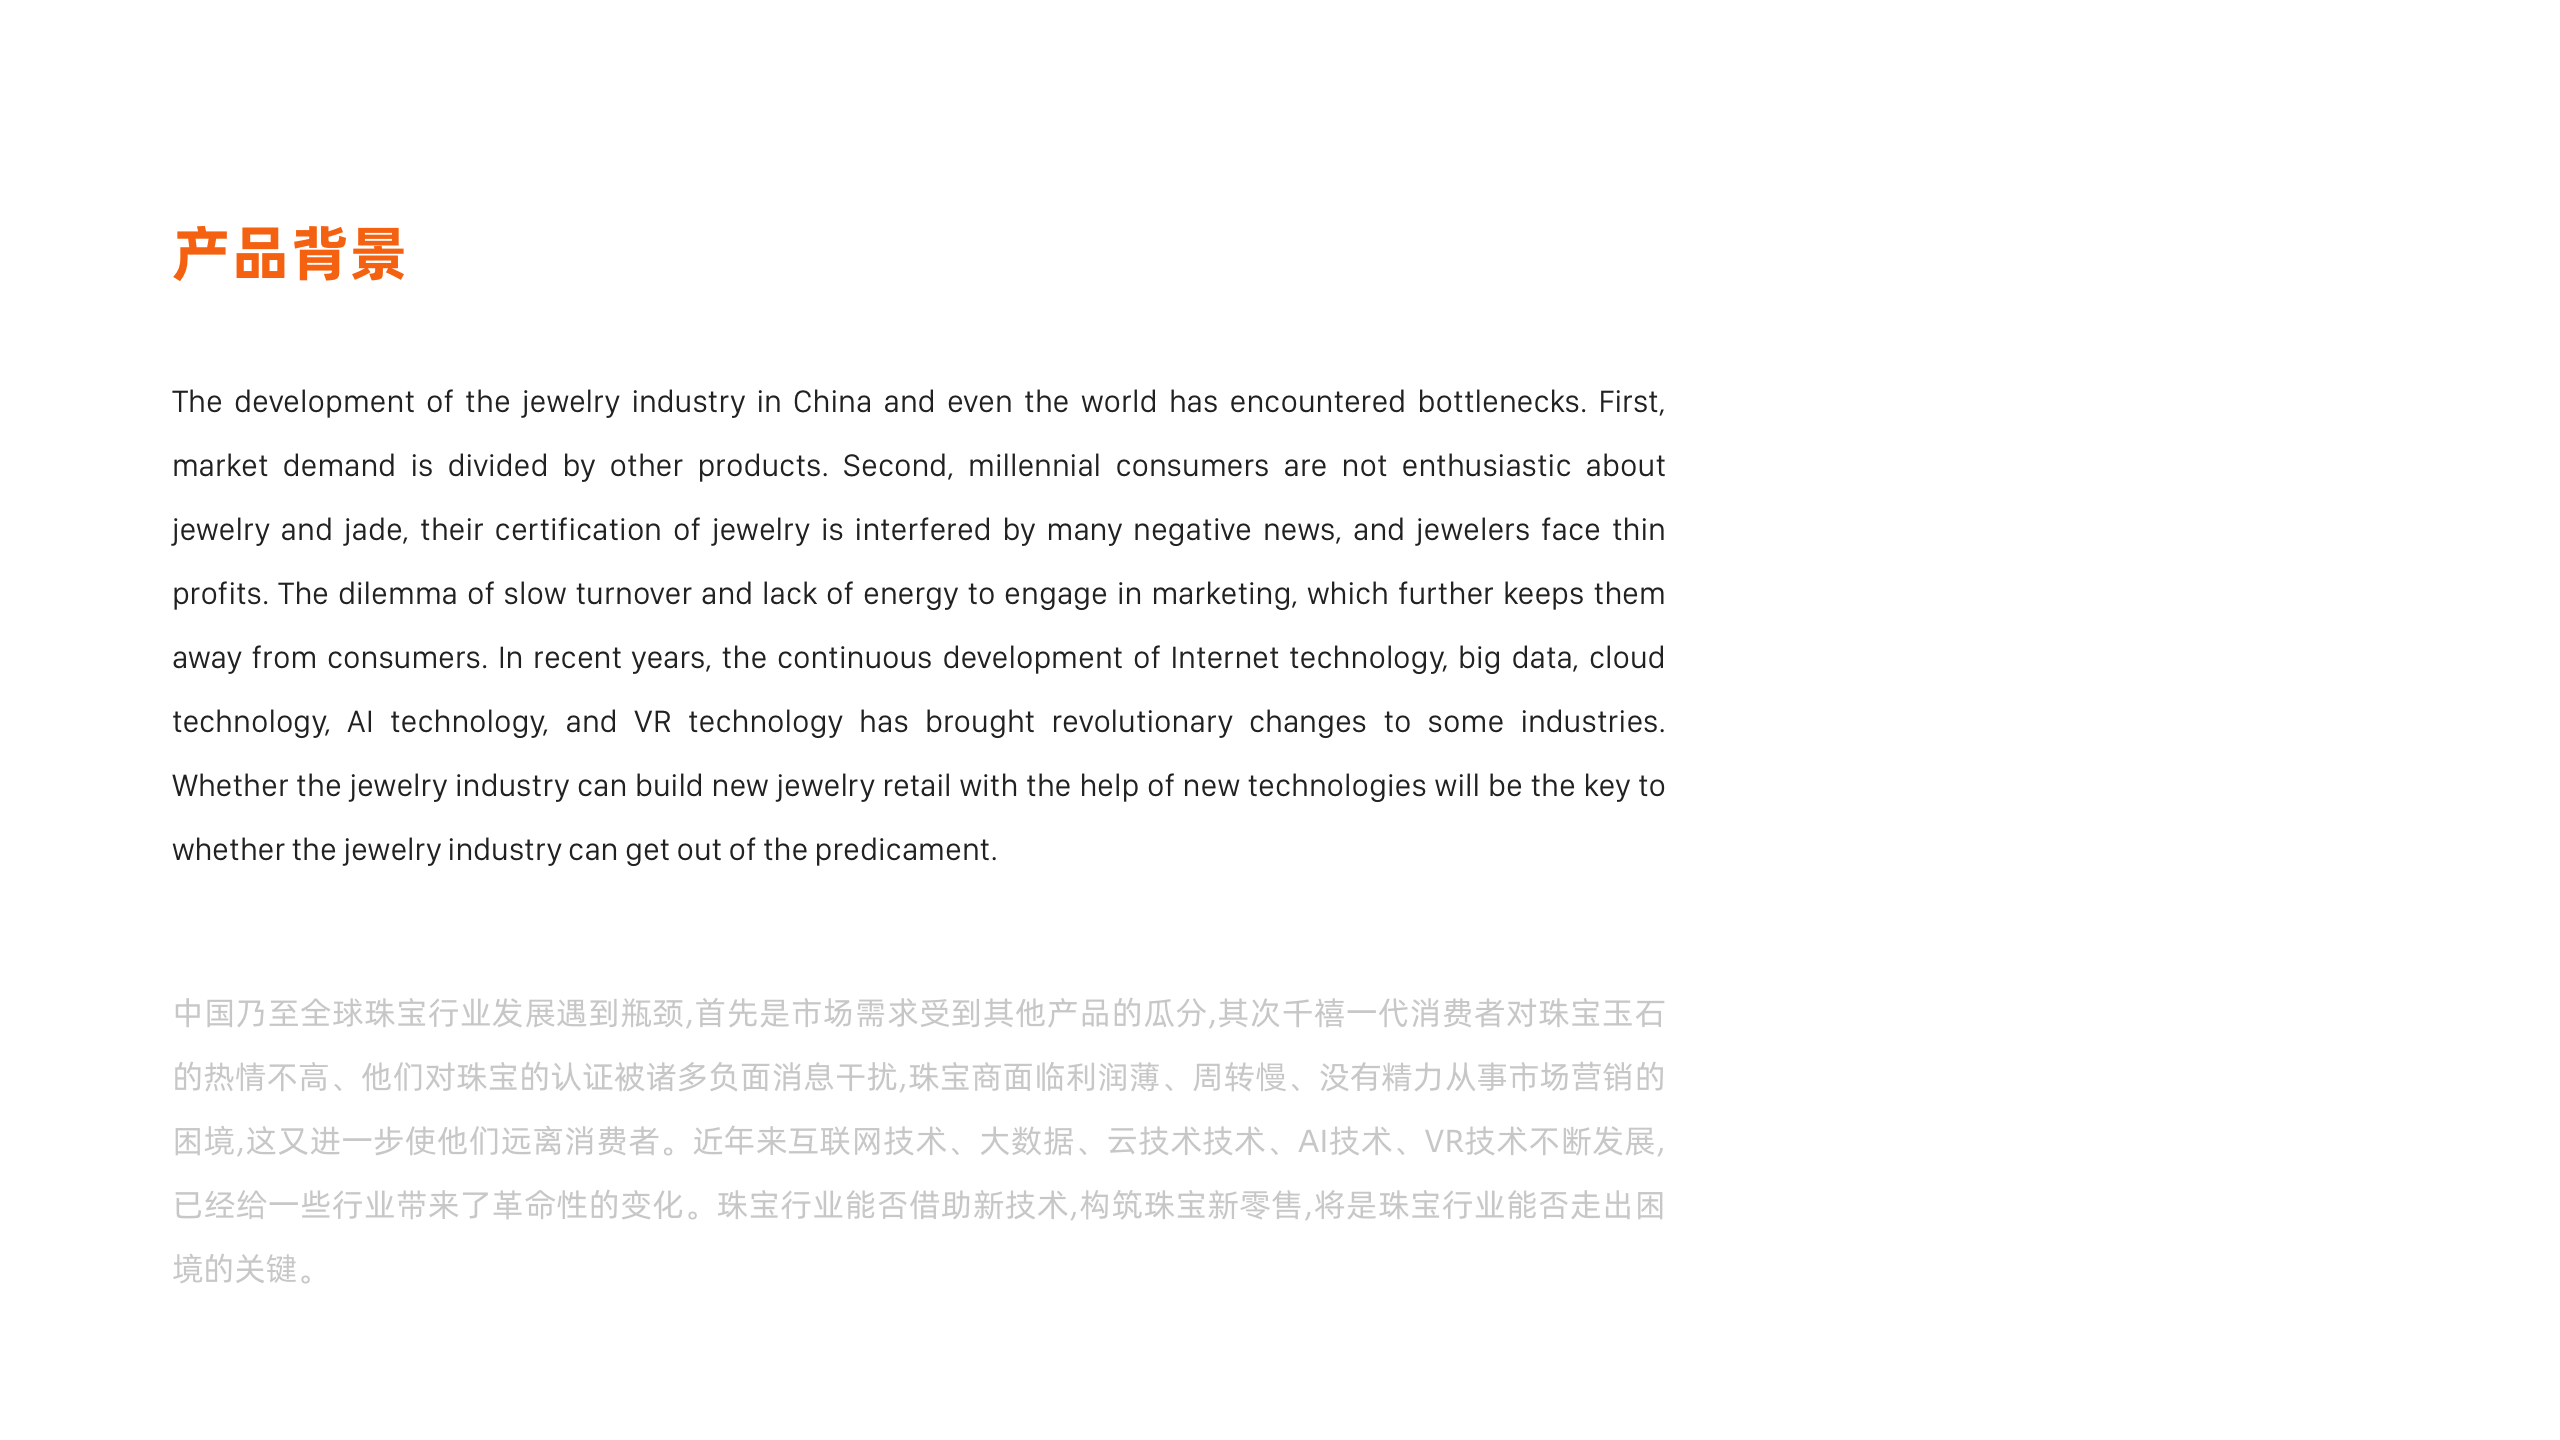 产品背景
The development of the jewelry industry in China and even the world has encountered bottlenecks. First,
market demand is divided by other products. Second, millennial consumers are not enthusiastic about
jewelry and jade, their certification of jewelry is interfered by many negative news, and jewelers face thin
profits. The dilemma of slow turnover and lack of energy to engage in marketing, which further keeps them
away from consumers. In recent years, the continuous development of Internet technology, big data, cloud
technology, AI technology, and VR technology has brought revolutionary changes to some industries.
Whether the jewelry industry can build new jewelry retail with the help of new technologies will be the key to
whether the jewelry industry can get out of the predicament.
中国乃至全球珠宝行业发展遇到瓶颈,首先是市场需求受到其他产品的瓜分,其次千禧一代消费者对珠宝玉石
的热情不高、他们对珠宝的认证被诸多负面消息干扰,珠宝商面临利润薄、周转慢、没有精力从事市场营销的
困境,这又进一步使他们远离消费者。近年来互联网技术、大数据、云技术技术、AI技术、VR技术不断发展,
已经给一些行业带来了革命性的变化。珠宝行业能否借助新技术,构筑珠宝新零售,将是珠宝行业能否走出困
境的关键。